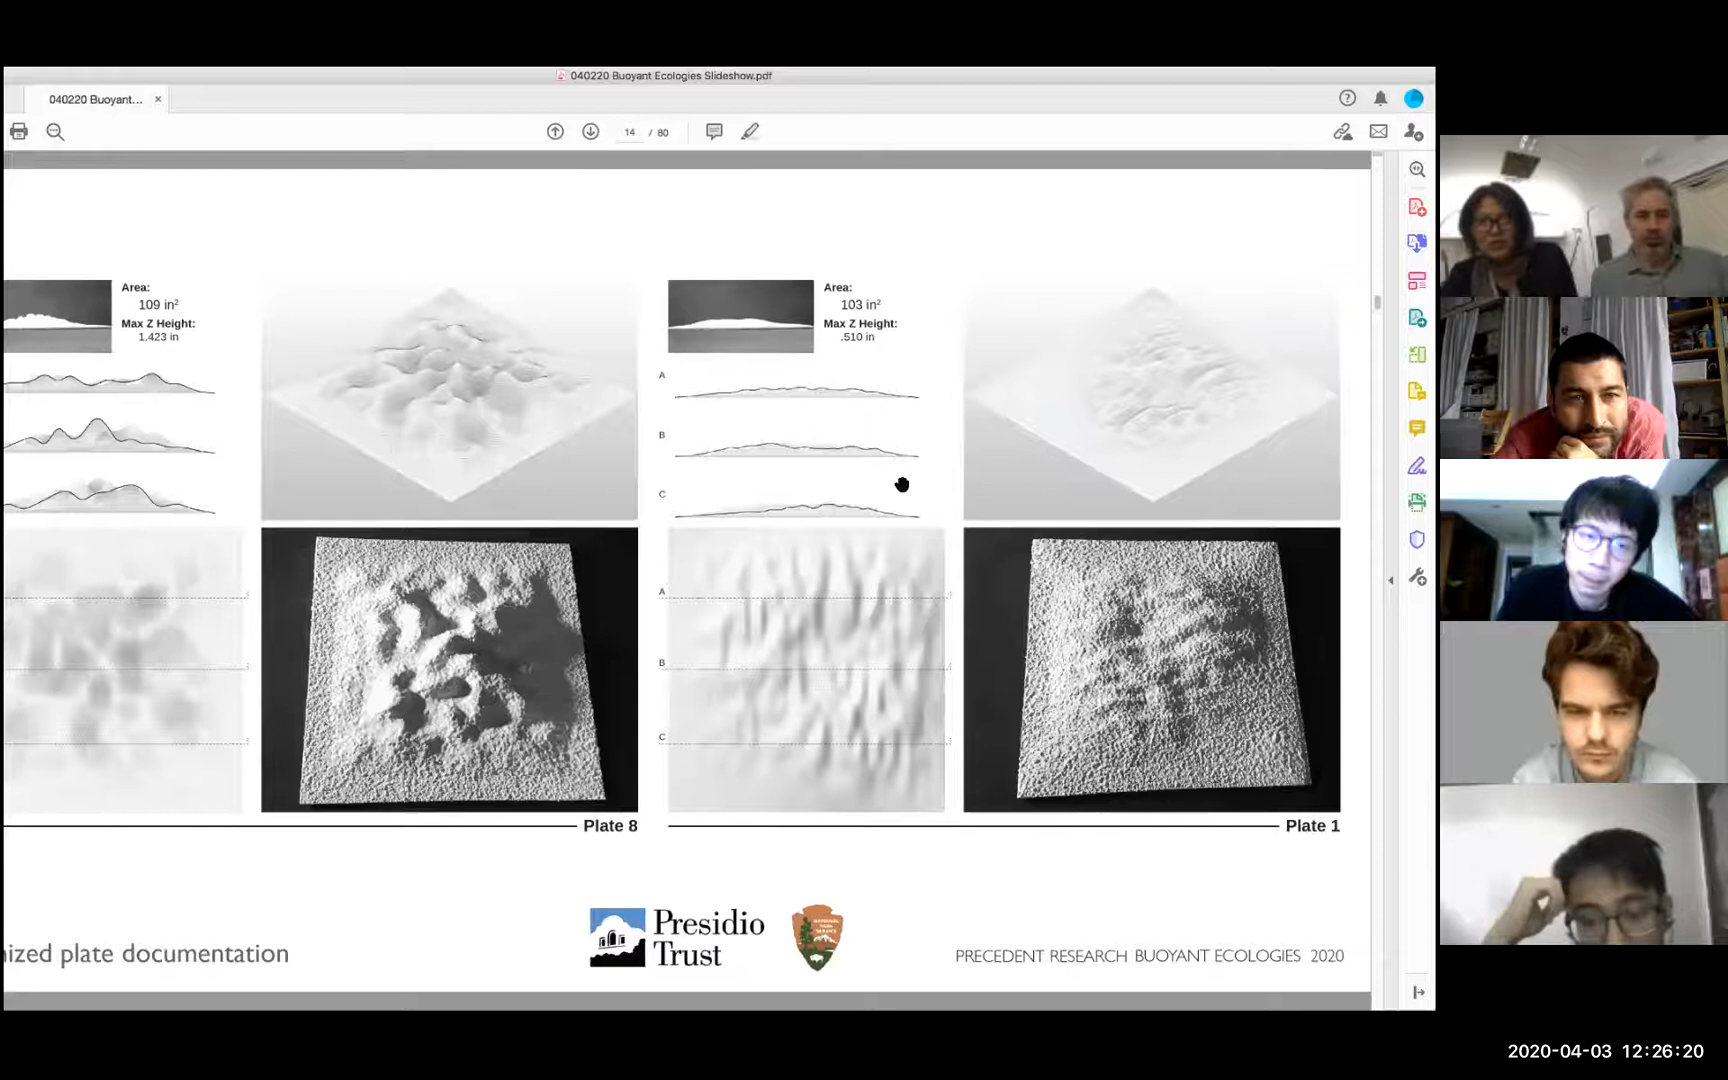 040220 Buoyant Ecologies Slideshow.pdf
040220 Buoyant...
14 / 80
Area:
109 in²
Max Z Height:
1.423 in
Area:
103 in²
Max Z Height:
.510 in
A
B
C
A
B
C
Plate 8
Plate 1
nized plate documentation
Presidio
Trust
PRECEDENT RESEARCH BUOYANT ECOLOGIES 2020
2020-04-03 12:26:20